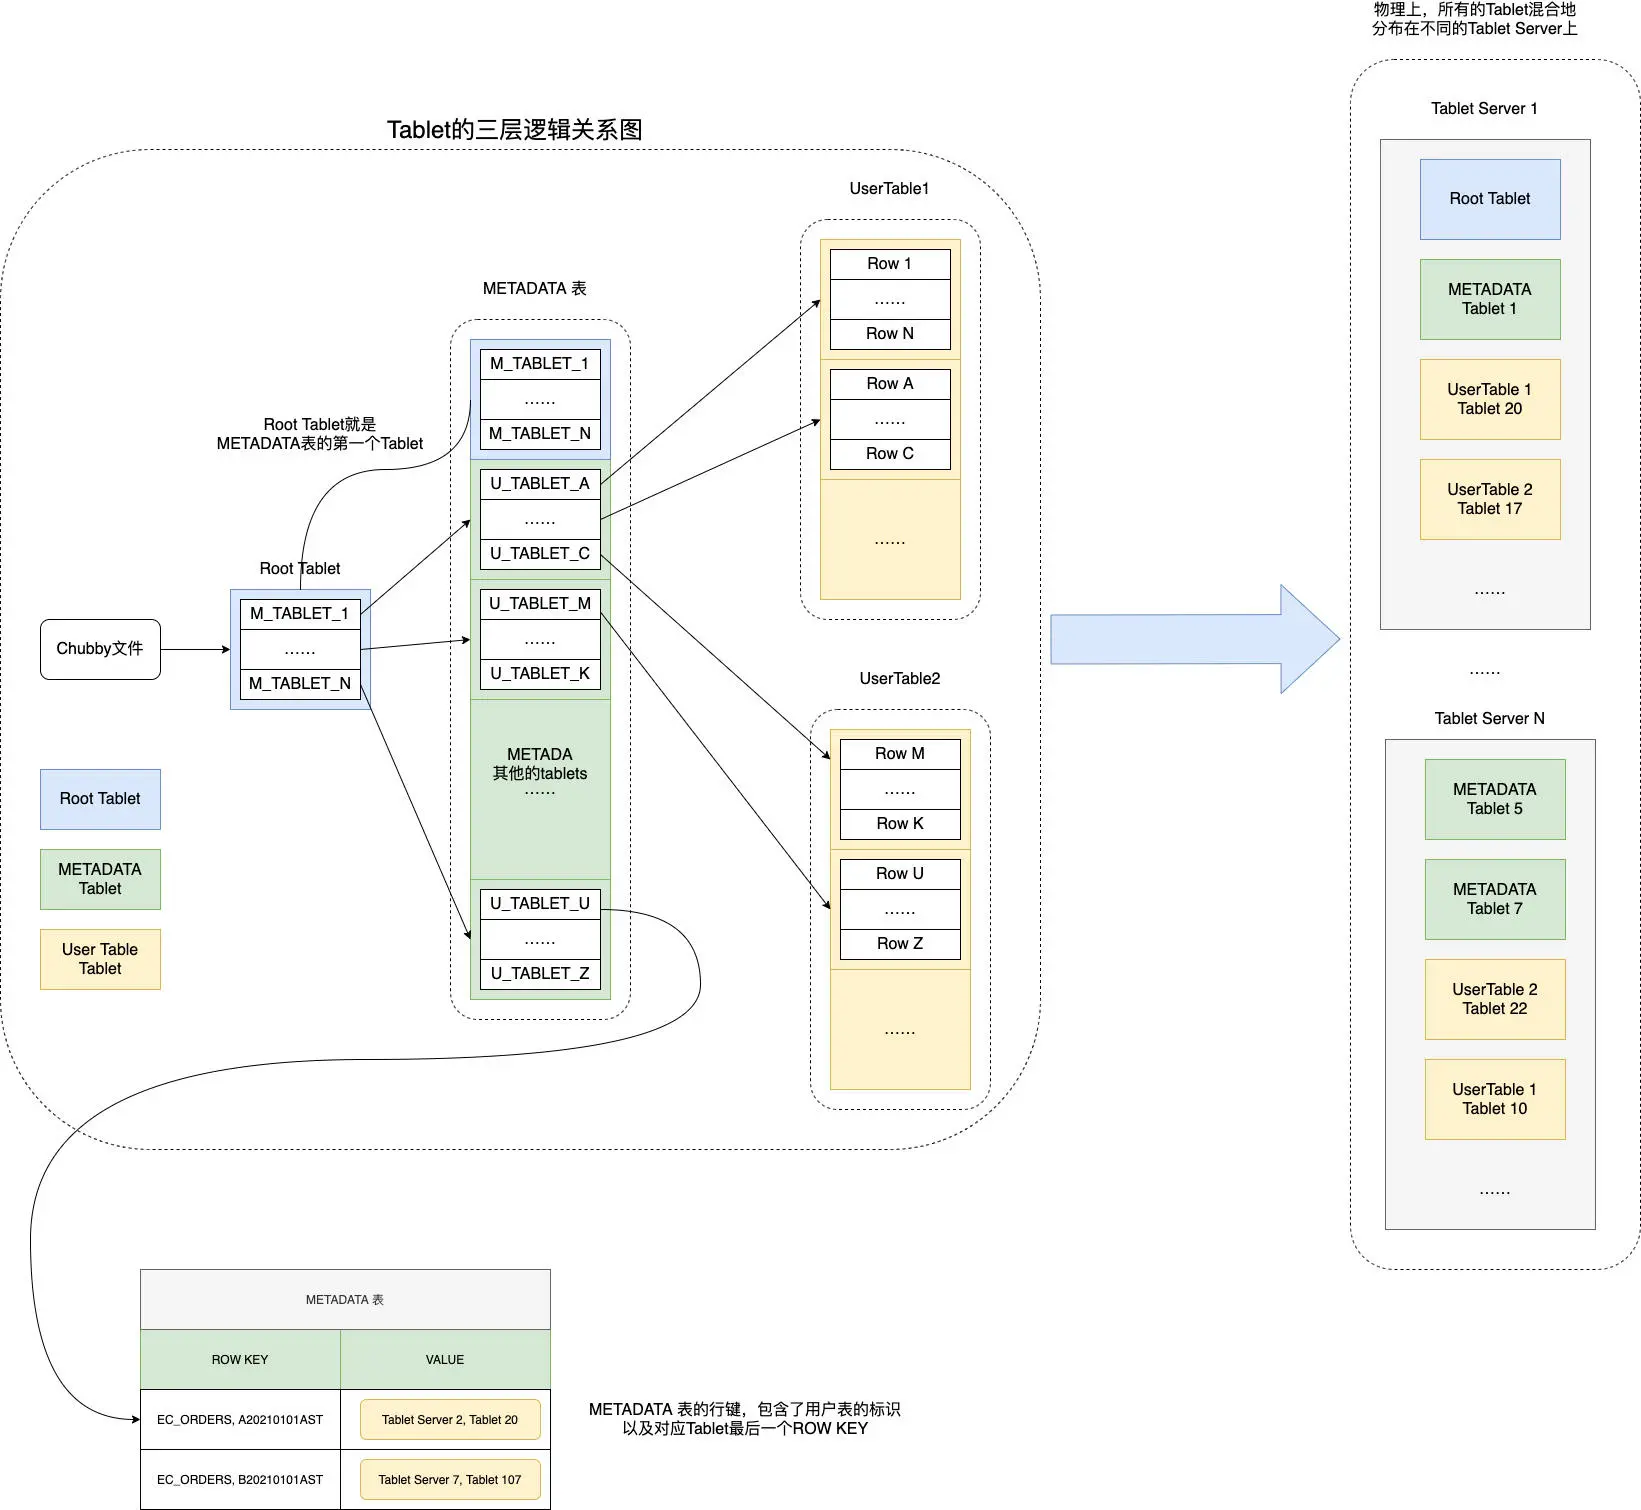 物理上，所有的Tablet混合地
分布在不同的Tablet Server上
Tablet的三层逻辑关系图
Chubby文件
Root Tablet
M_TABLET_1
……
M_TABLET_N
Root Tablet就是
METADATA表的第一个Tablet
METADATA 表
M_TABLET_1
……
M_TABLET_N
U_TABLET_A
……
U_TABLET_C
U_TABLET_M
……
U_TABLET_K
METADA
其他的tablets
……
U_TABLET_U
……
U_TABLET_Z
UserTable1
Row 1
……
Row N
Row A
……
Row C
……
UserTable2
Row M
……
Row K
Row U
……
Row Z
……
Root Tablet
METADATA
Tablet
User Table
Tablet
Tablet Server 1
Root Tablet
METADATA
Tablet 1
UserTable 1
Tablet 20
UserTable 2
Tablet 17
……
……
Tablet Server N
METADATA
Tablet 5
METADATA
Tablet 7
UserTable 2
Tablet 22
UserTable 1
Tablet 10
……
METADATA 表
ROW KEY VALUE
EC_ORDERS, A20210101AST Tablet Server 2, Tablet 20
EC_ORDERS, B20210101AST Tablet Server 7, Tablet 107
METADATA 表的行键，包含了用户表的标识
以及对应Tablet最后一个ROW KEY